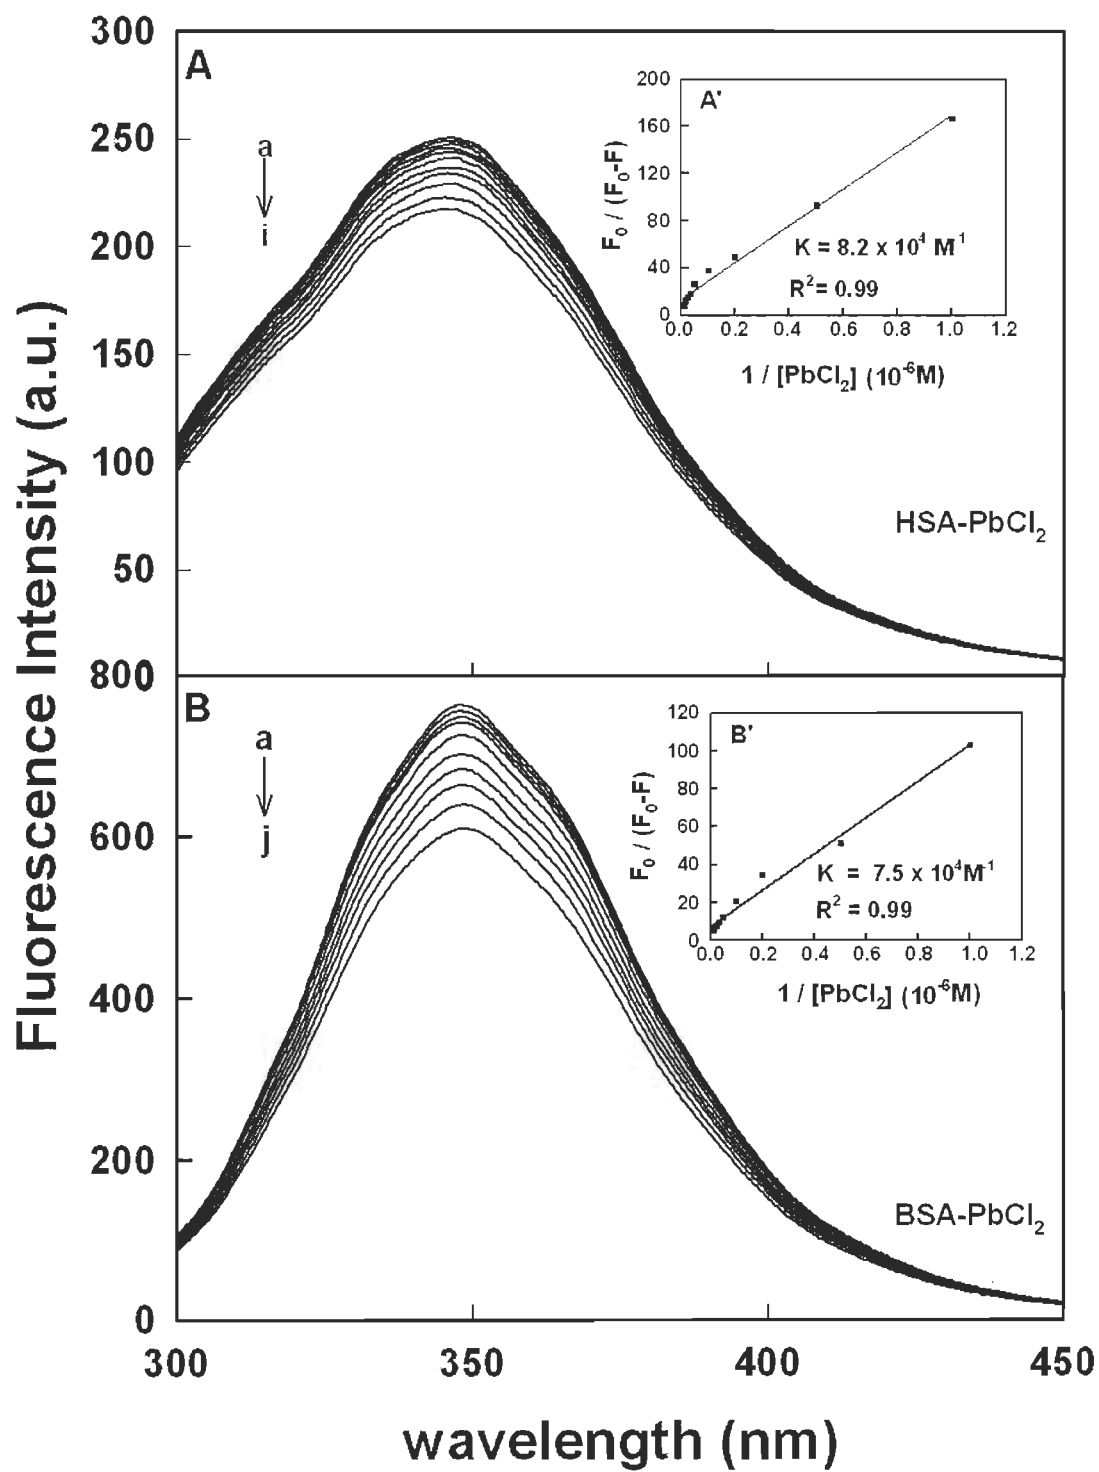 Fluorescence Intensity (a.u.)
300
250
200
150
100
50
A
a
i
A'
F₀ / (F₀-F)
200
160
120
80
40
0
K = 8.2 x 10⁴ M⁻¹
R² = 0.99
0.0 0.2 0.4 0.6 0.8 1.0 1.2
1 / [PbCl₂] (10⁻⁶M)
HSA-PbCl₂
800
600
400
200
0
B
a
j
B'
F₀ / (F₀-F)
120
100
80
60
40
20
0
K = 7.5 x 10⁴M⁻¹
R² = 0.99
0.0 0.2 0.4 0.6 0.8 1.0 1.2
1 / [PbCl₂] (10⁻⁶M)
BSA-PbCl₂
300 350 400 450
wavelength (nm)